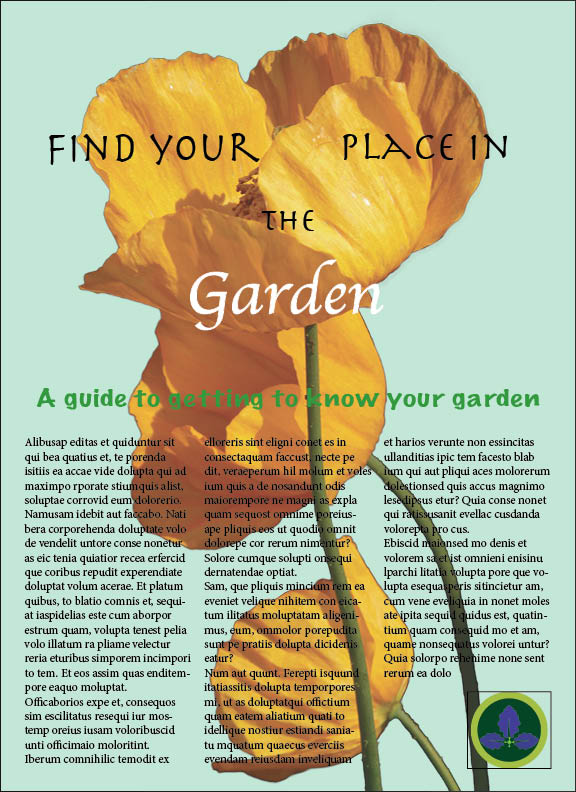 FIND YOUR PLACE IN
THE
Garden
A guide to getting to know your garden
Alibusap editas et quiduntur sit
qui bea quatius et, te porenda
isitiis ea accae vide dolupta qui ad
maximpo rporate stiumquis alist,
soluptae corrovid eum dolorerio.
Namusam idebit aut faccabo. Nati
bera corporehenda doluptate volo
de vendelit untore conse nonetur
as eic tenia quiatior recea erfercid
que coribus repudit experendiate
doluptat volum acerae. Et platum
quibus, to blatio comnis et, sequi-
at iaspidelias este cum aborpor
estrum quam, volupta tenest pelia
volo illatum ra pliame velectur
reria eturibus simporem incimpori
to tem. Et eos assim quas enditem-
pore eaquo moluptat.
Officaborios expe et, consequos
sim escilitatus resequi iur mos-
temp oreius iusam voloribuscid
unti officimaio moloritint.
Iberum comnihilic temodit ex
elloreris sint eligni conet es in
consectaquam faccust, necte pe
dit, veraeperum hil molum et voles
ium quis a de nosandunt odis
maiorempore ne magni as expla
quam sequost omnime poreius-
ape pliquis eos ut quodio omnit
dolorepe cor rerum nimentur?
Solore cumque solupti onsequi
dernatendae optiat.
Sam, que pliquis mincium rem ea
eveniet velique nihitem con eica-
tum ilitatus moluptatam aligeni-
mus, eum, ommolor porepudita
sunt pe pratiis dolupta dicidenis
eatur?
Num aut quunt. Ferepti isquund
itatiassitis dolupta temporpores
mi, ut as doluptatqui offictium
quam eatem aliatium quati to
idellique nostiur estiandi sania-
tu mquatum quaecus everciis
evendam reiusdam inveliquam
et harios verunte non essincitas
ullanditias ipic tem facesto blab
ium qui aut pliqui aces molorerum
dolestionsed quis accus magnimo
lesedipsus etur? Quia conse nonet
qui ratissusanit evellac cusdanda
volorepta pro cus.
Ebiscid maionsed mo denis et
volorem sa et ist omnieni enisinu
lparchi litatia volupta pore que vo-
lupta esequasperis sitincietur am,
cum vene eveliquia in nonet moles
ate ipita sequid quidus est, quatin-
tium quam consequid mo et am,
quame nonsequatus volorei untur?
Quia solorpo rehenime none sent
rerum ea dolo